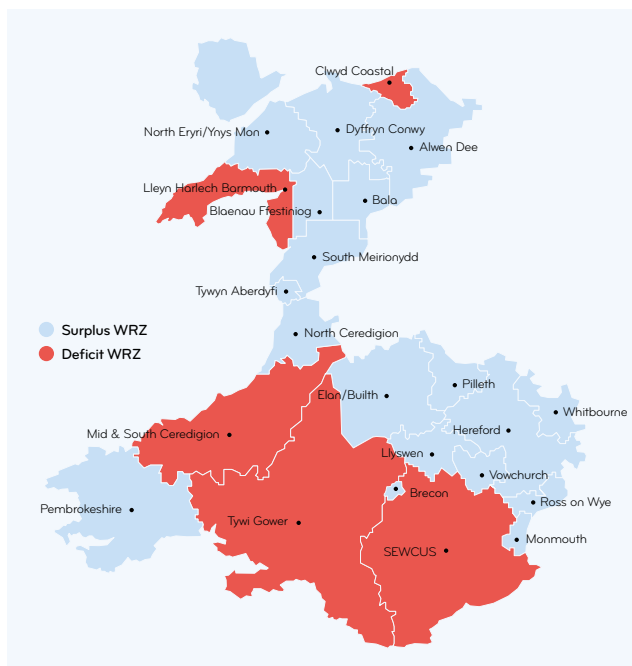 Clwyd Coastal
North Eryri/Ynys Mon
Dyffryn Conwy
Alwen Dee
Lleyn Harlech Barmouth
Blaenau Ffestiniog
Bala
South Meirionydd
Tywyn Aberdyfi
Surplus WRZ
North Ceredigion
Deficit WRZ
Pilleth
Elan/Builth
Whitbourne
Hereford
Mid & South Ceredigion
Llyswen
Vowchurch
Brecon
Ross on Wye
Pembrokeshire
Tywi Gower
Monmouth
SEWCUS